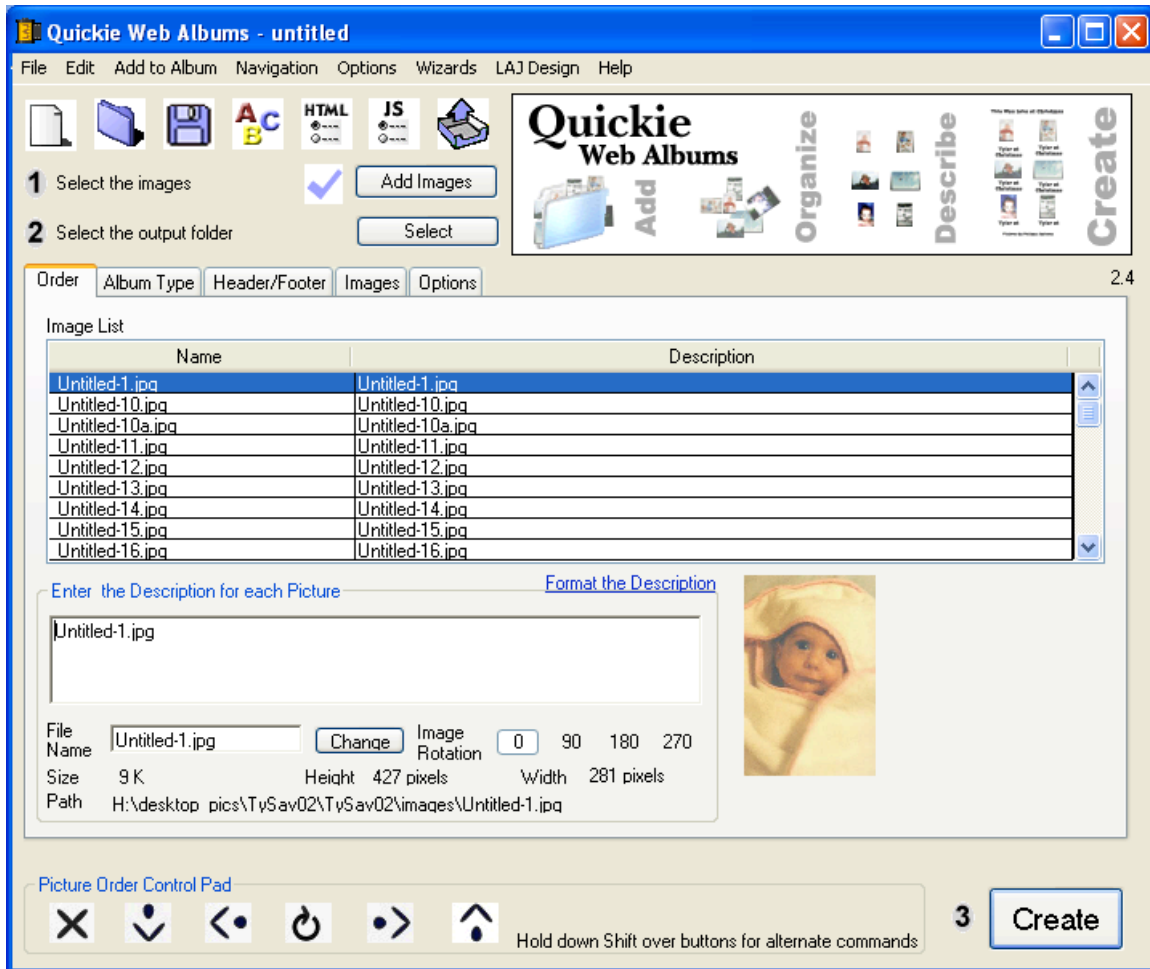 Quickie Web Albums - untitled
File Edit Add to Album Navigation Options Wizards LAJ Design Help
A B C HTML JS
Quickie
Web Albums
Add
Organize
Describe
Create
1 Select the images Add Images
2 Select the output folder Select
Order Album Type Header/Footer Images Options 2.4
Image List
Name Description
Untitled-1.jpg Untitled-1.jpg
Untitled-10.jpg Untitled-10.jpg
Untitled-10a.jpg Untitled-10a.jpg
Untitled-11.jpg Untitled-11.jpg
Untitled-12.jpg Untitled-12.jpg
Untitled-13.jpg Untitled-13.jpg
Untitled-14.jpg Untitled-14.jpg
Untitled-15.jpg Untitled-15.jpg
Untitled-16.jpg Untitled-16.jpg
Enter the Description for each Picture Format the Description
Untitled-1.jpg
File Name Untitled-1.jpg Change Image Rotation 0 90 180 270
Size 9 K Height 427 pixels Width 281 pixels
Path H:\desktop_pics\TySav02\TySav02\images\Untitled-1.jpg
Picture Order Control Pad
Hold down Shift over buttons for alternate commands
3 Create